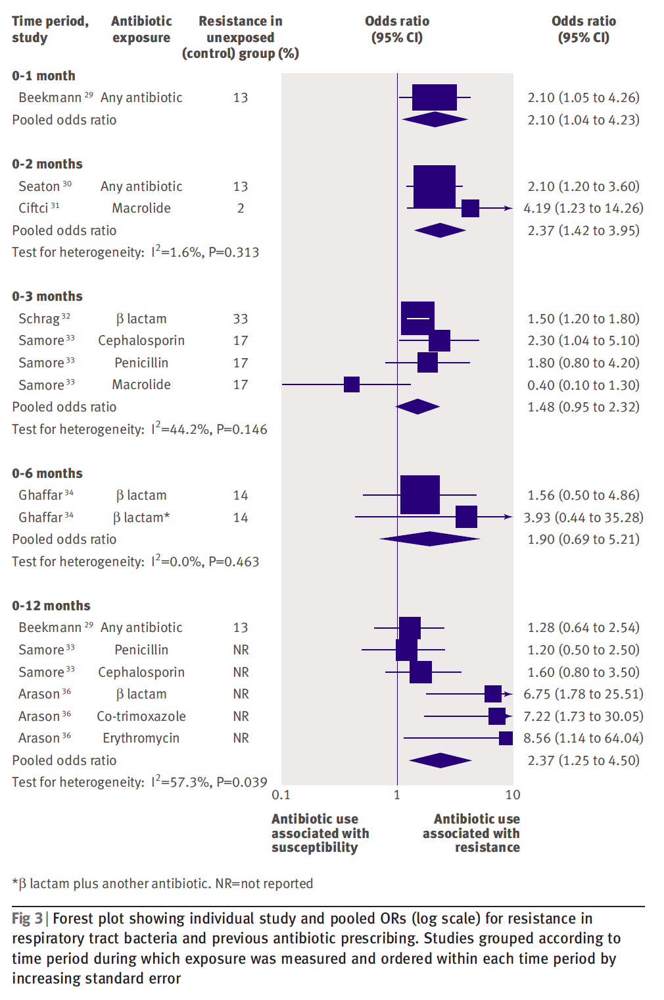 Time period, study Antibiotic exposure Resistance in unexposed (control) group (%) Odds ratio (95% CI) Odds ratio (95% CI)
0-1 month
Beekmann 29 Any antibiotic 13 2.10 (1.05 to 4.26)
Pooled odds ratio 2.10 (1.04 to 4.23)
0-2 months
Seaton 30 Any antibiotic 13 2.10 (1.20 to 3.60)
Ciftci 31 Macrolide 2 4.19 (1.23 to 14.26)
Pooled odds ratio 2.37 (1.42 to 3.95)
Test for heterogeneity: I2=1.6%, P=0.313
0-3 months
Schrag 32 β lactam 33 1.50 (1.20 to 1.80)
Samore 33 Cephalosporin 17 2.30 (1.04 to 5.10)
Samore 33 Penicillin 17 1.80 (0.80 to 4.20)
Samore 33 Macrolide 17 0.40 (0.10 to 1.30)
Pooled odds ratio 1.48 (0.95 to 2.32)
Test for heterogeneity: I2=44.2%, P=0.146
0-6 months
Ghaffar 34 β lactam 14 1.56 (0.50 to 4.86)
Ghaffar 34 β lactam* 14 3.93 (0.44 to 35.28)
Pooled odds ratio 1.90 (0.69 to 5.21)
Test for heterogeneity: I2=0.0%, P=0.463
0-12 months
Beekmann 29 Any antibiotic 13 1.28 (0.64 to 2.54)
Samore 33 Penicillin NR 1.20 (0.50 to 2.50)
Samore 33 Cephalosporin NR 1.60 (0.80 to 3.50)
Arason 36 β lactam NR 6.75 (1.78 to 25.51)
Arason 36 Co-trimoxazole NR 7.22 (1.73 to 30.05)
Arason 36 Erythromycin NR 8.56 (1.14 to 64.04)
Pooled odds ratio 2.37 (1.25 to 4.50)
Test for heterogeneity: I2=57.3%, P=0.039
0.1 1 10
Antibiotic use Antibiotic use
associated with associated with
susceptibility resistance
*β lactam plus another antibiotic. NR=not reported
Fig 3| Forest plot showing individual study and pooled ORs (log scale) for resistance in
respiratory tract bacteria and previous antibiotic prescribing. Studies grouped according to
time period during which exposure was measured and ordered within each time period by
increasing standard error